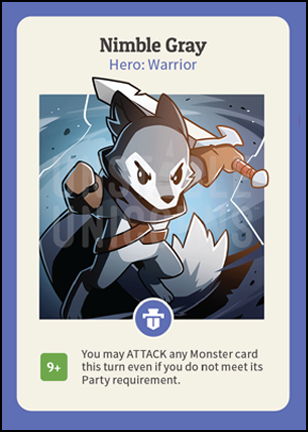 Nimble Gray
Hero: Warrior
9+
You may ATTACK any Monster card
this turn even if you do not meet its
Party requirement.